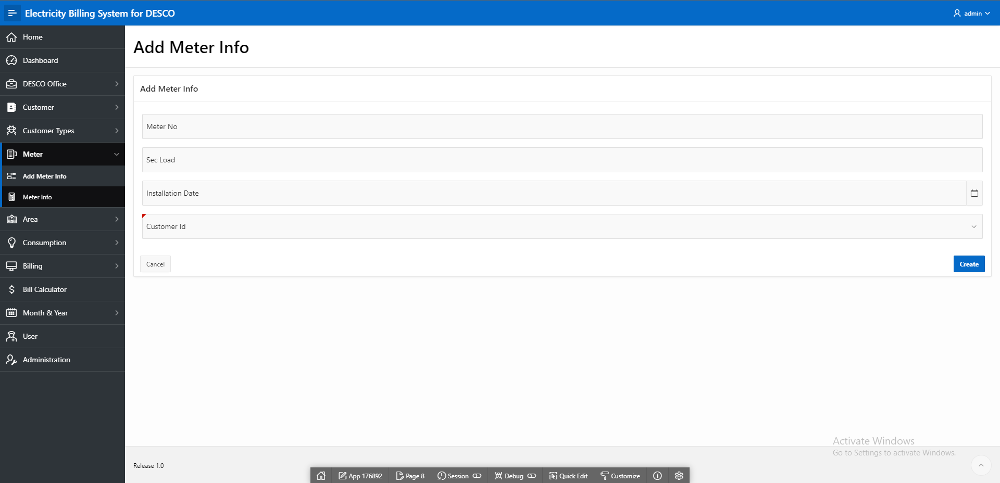 Electricity Billing System for DESCO
admin
Home
Dashboard
DESCO Office
Customer
Customer Types
Meter
Add Meter Info
Meter Info
Area
Consumption
Billing
Bill Calculator
Month & Year
User
Administration
Add Meter Info
Add Meter Info
Meter No
Sec Load
Installation Date
Customer Id
Cancel
Create
Activate Windows
Go to Settings to activate Windows.
Release 1.0
App 176892
Page 8
Session
Debug
Quick Edit
Customize